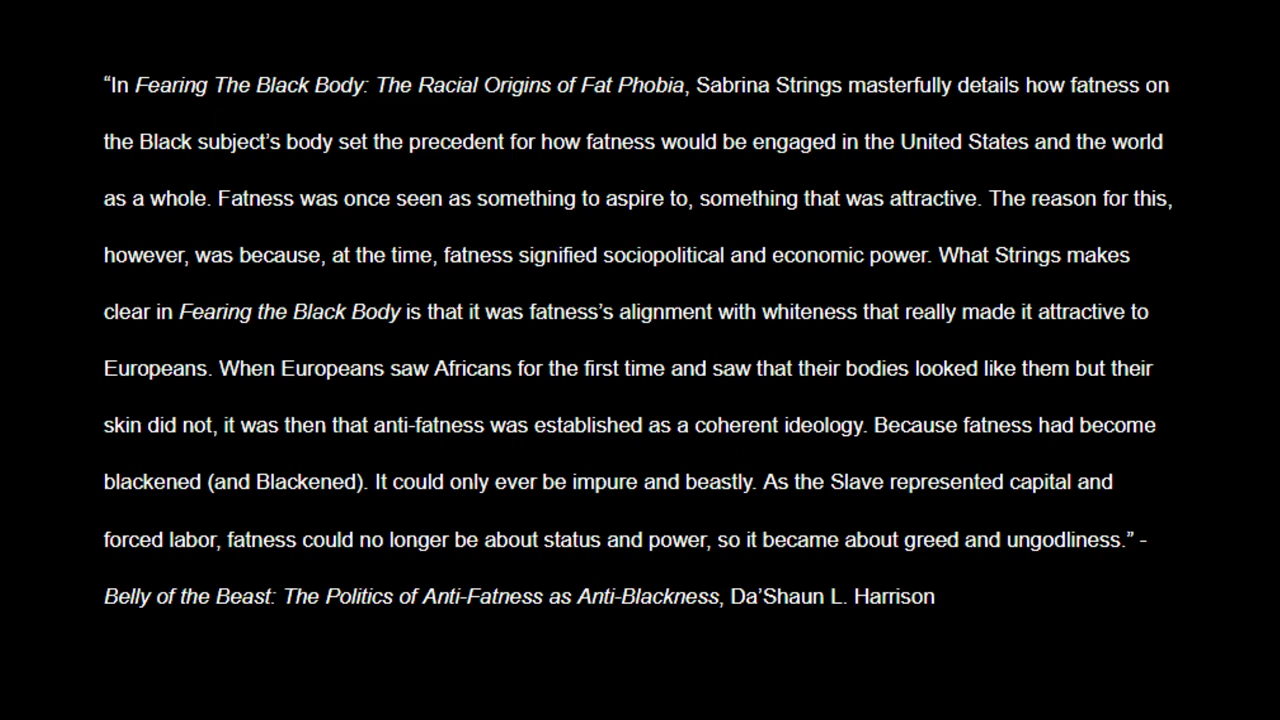 “In Fearing The Black Body: The Racial Origins of Fat Phobia, Sabrina Strings masterfully details how fatness on
the Black subject’s body set the precedent for how fatness would be engaged in the United States and the world
as a whole. Fatness was once seen as something to aspire to, something that was attractive. The reason for this,
however, was because, at the time, fatness signified sociopolitical and economic power. What Strings makes
clear in Fearing the Black Body is that it was fatness’s alignment with whiteness that really made it attractive to
Europeans. When Europeans saw Africans for the first time and saw that their bodies looked like them but their
skin did not, it was then that anti-fatness was established as a coherent ideology. Because fatness had become
blackened (and Blackened). It could only ever be impure and beastly. As the Slave represented capital and
forced labor, fatness could no longer be about status and power, so it became about greed and ungodliness.” -
Belly of the Beast: The Politics of Anti-Fatness as Anti-Blackness, Da’Shaun L. Harrison